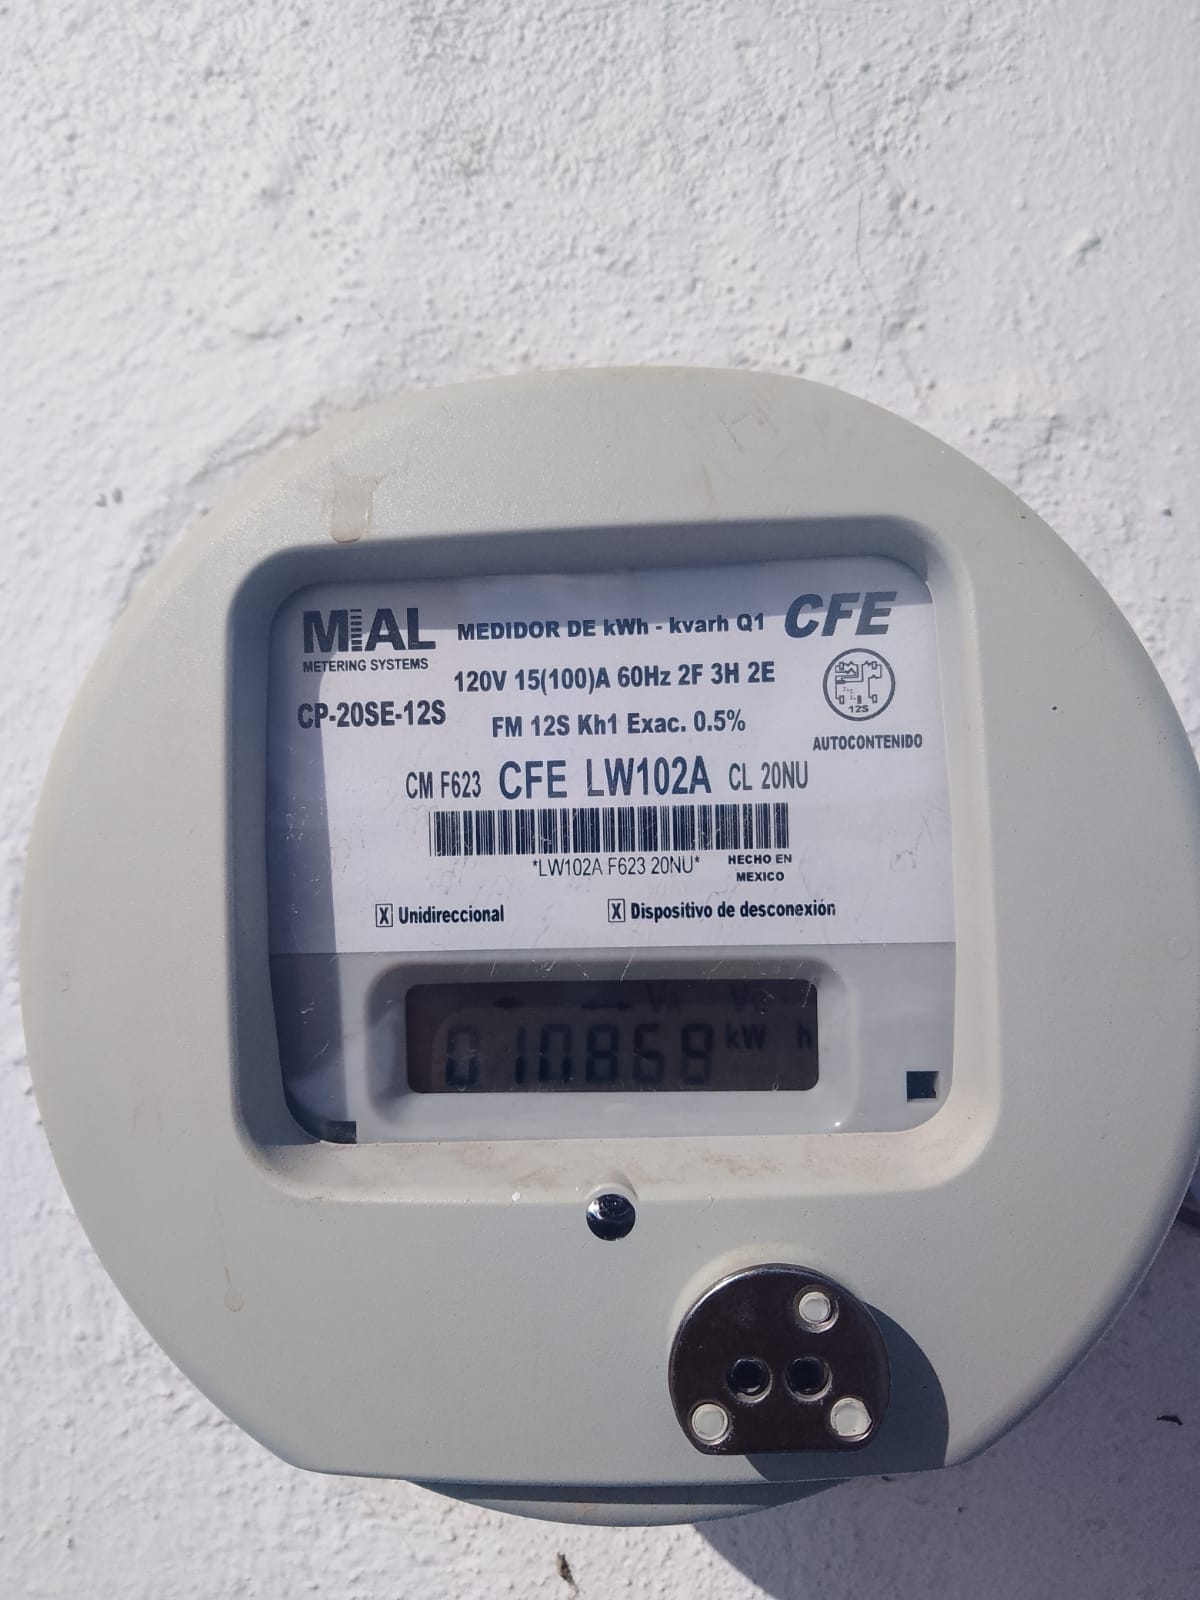 MIAL
METERING SYSTEMS
MEDIDOR DE kWh - kvarh Q1
CFE
120V 15(100)A 60Hz 2F 3H 2E
CP-20SE-12S
FM 12S Kh1 Exac. 0.5%
12S
AUTOCONTENIDO
CM F623 CFE LW102A CL 20NU
*LW102A F623 20NU*
HECHO EN
MEXICO
X Unidireccional
X Dispositivo de desconexión
kW h